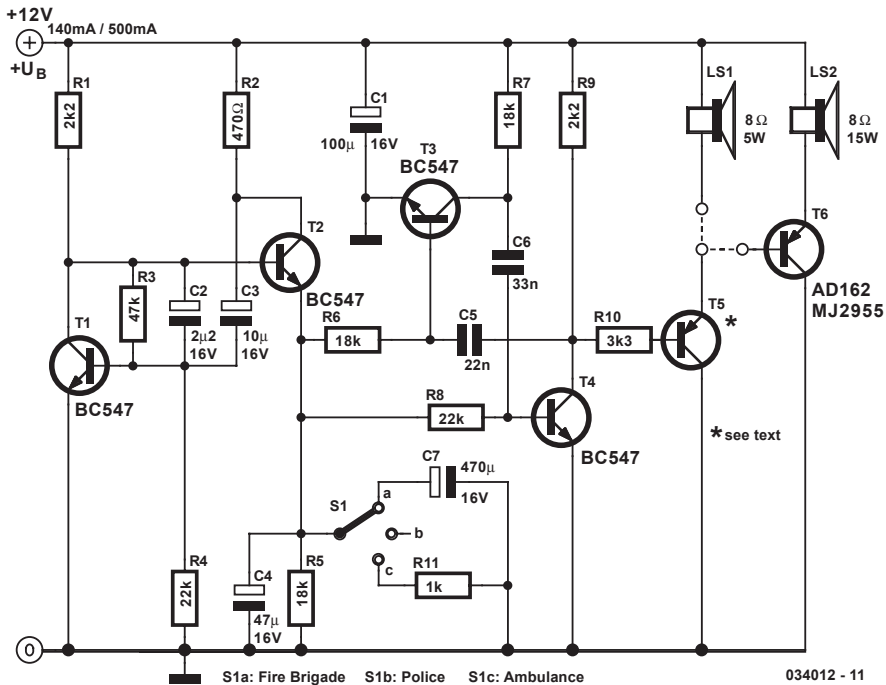 +12V
140mA / 500mA
+UB
R1
2k2
R2
470Ω
C1
100µ
16V
R7
18k
R9
2k2
LS1
8Ω
5W
LS2
8Ω
15W
T3
BC547
T2
BC547
C6
33n
T6
AD162
MJ2955
R3
47k
C2
2µ2
16V
C3
10µ
16V
T1
BC547
R6
18k
C5
22n
R10
3k3
T5
*
R8
22k
T4
BC547
* see text
C7
470µ
16V
S1
a
b
c
R4
22k
C4
47µ
16V
R5
18k
R11
1k
0
S1a: Fire Brigade S1b: Police S1c: Ambulance
034012 - 11